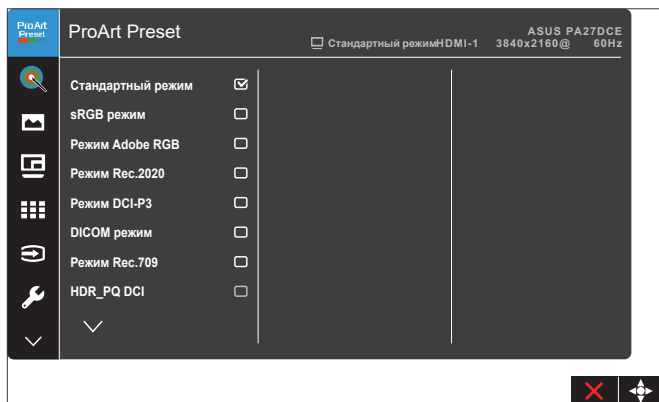 ProArt
Preset
ProArt Preset
Стандартный режимHDMI-1
ASUS PA27DCE
3840x2160@ 60Hz
Стандартный режим
sRGB режим
Режим Adobe RGB
Режим Rec.2020
Режим DCI-P3
DICOM режим
Режим Rec.709
HDR_PQ DCI